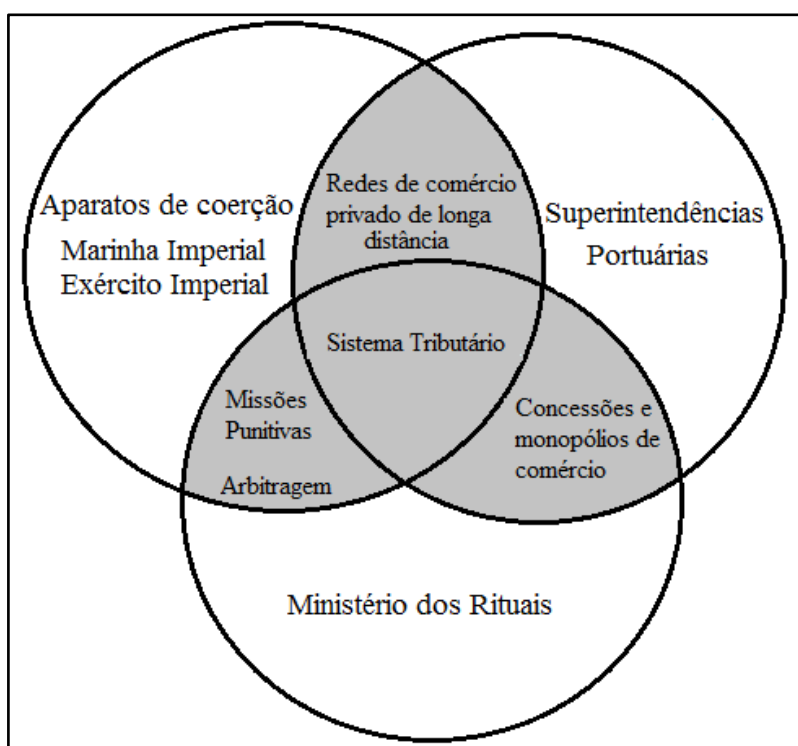 Aparatos de coerção
Marinha Imperial
Exército Imperial
Redes de comércio
privado de longa
distância
Superintendências
Portuárias
Sistema Tributário
Missões
Punitivas
Arbitragem
Concessões e
monopólios de
comércio
Ministério dos Rituais